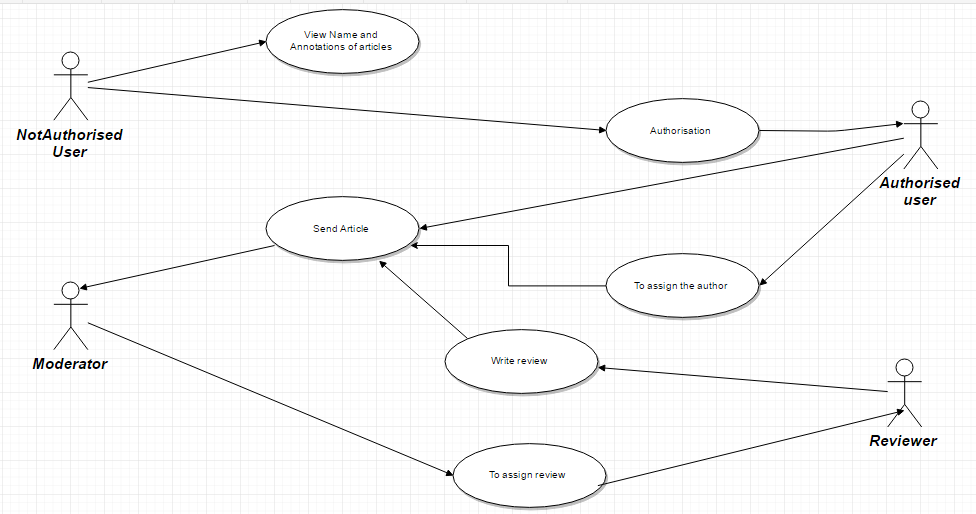 View Name and
Annotations of articles
NotAuthorised
User
Authorisation
Authorised
user
Send Article
To assign the author
Moderator
Write review
Reviewer
To assign review